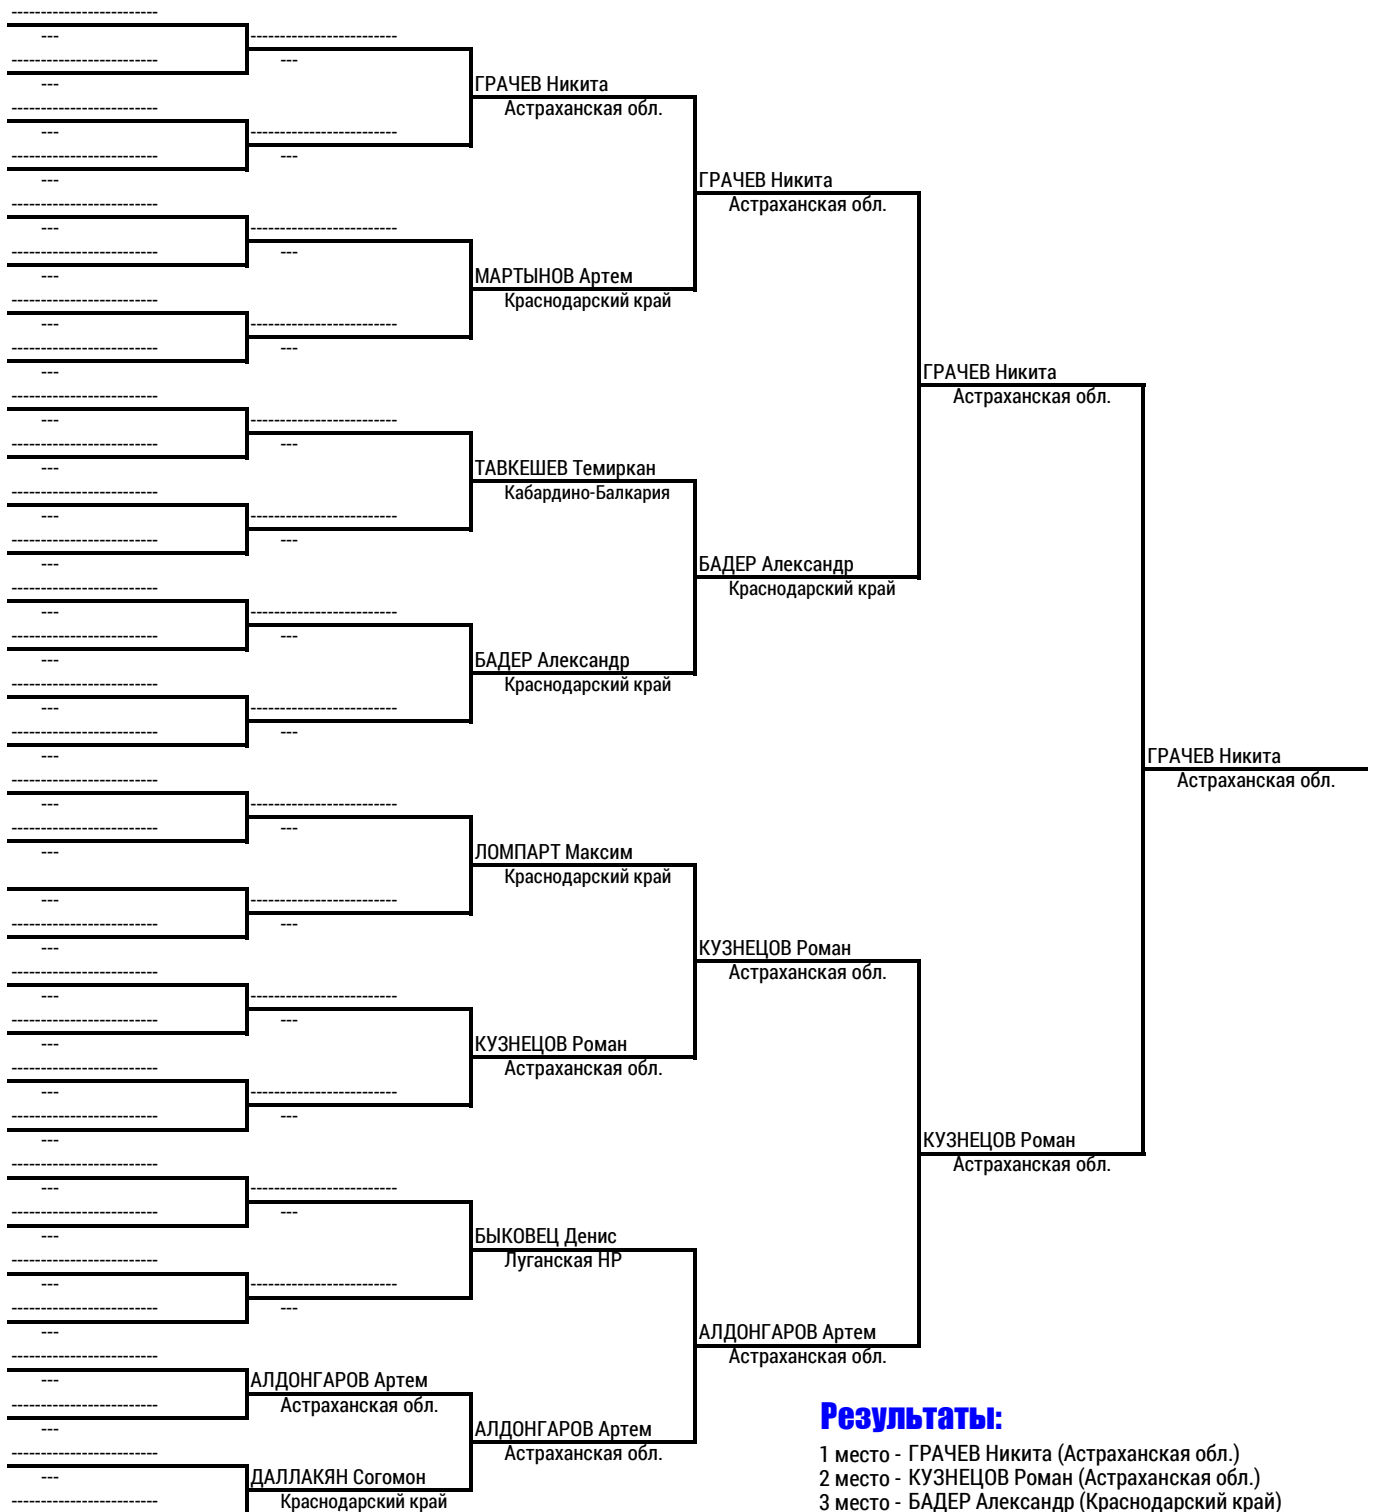 ГРАЧЕВ Никита
Астраханская обл.
ГРАЧЕВ Никита
Астраханская обл.
МАРТЫНОВ Артем
Краснодарский край
ГРАЧЕВ Никита
Астраханская обл.
ТАВКЕШЕВ Темиркан
Кабардино-Балкария
БАДЕР Александр
Краснодарский край
БАДЕР Александр
Краснодарский край
ГРАЧЕВ Никита
Астраханская обл.
ЛОМПАРТ Максим
Краснодарский край
КУЗНЕЦОВ Роман
Астраханская обл.
КУЗНЕЦОВ Роман
Астраханская обл.
КУЗНЕЦОВ Роман
Астраханская обл.
БЫКОВЕЦ Денис
Луганская НР
АЛДОНГАРОВ Артем
Астраханская обл.
АЛДОНГАРОВ Артем
Астраханская обл.
АЛДОНГАРОВ Артем
Астраханская обл.
ДАЛЛАКЯН Согомон
Краснодарский край
Результаты:
1 место - ГРАЧЕВ Никита (Астраханская обл.)
2 место - КУЗНЕЦОВ Роман (Астраханская обл.)
3 место - БАДЕР Александр (Краснодарский край)